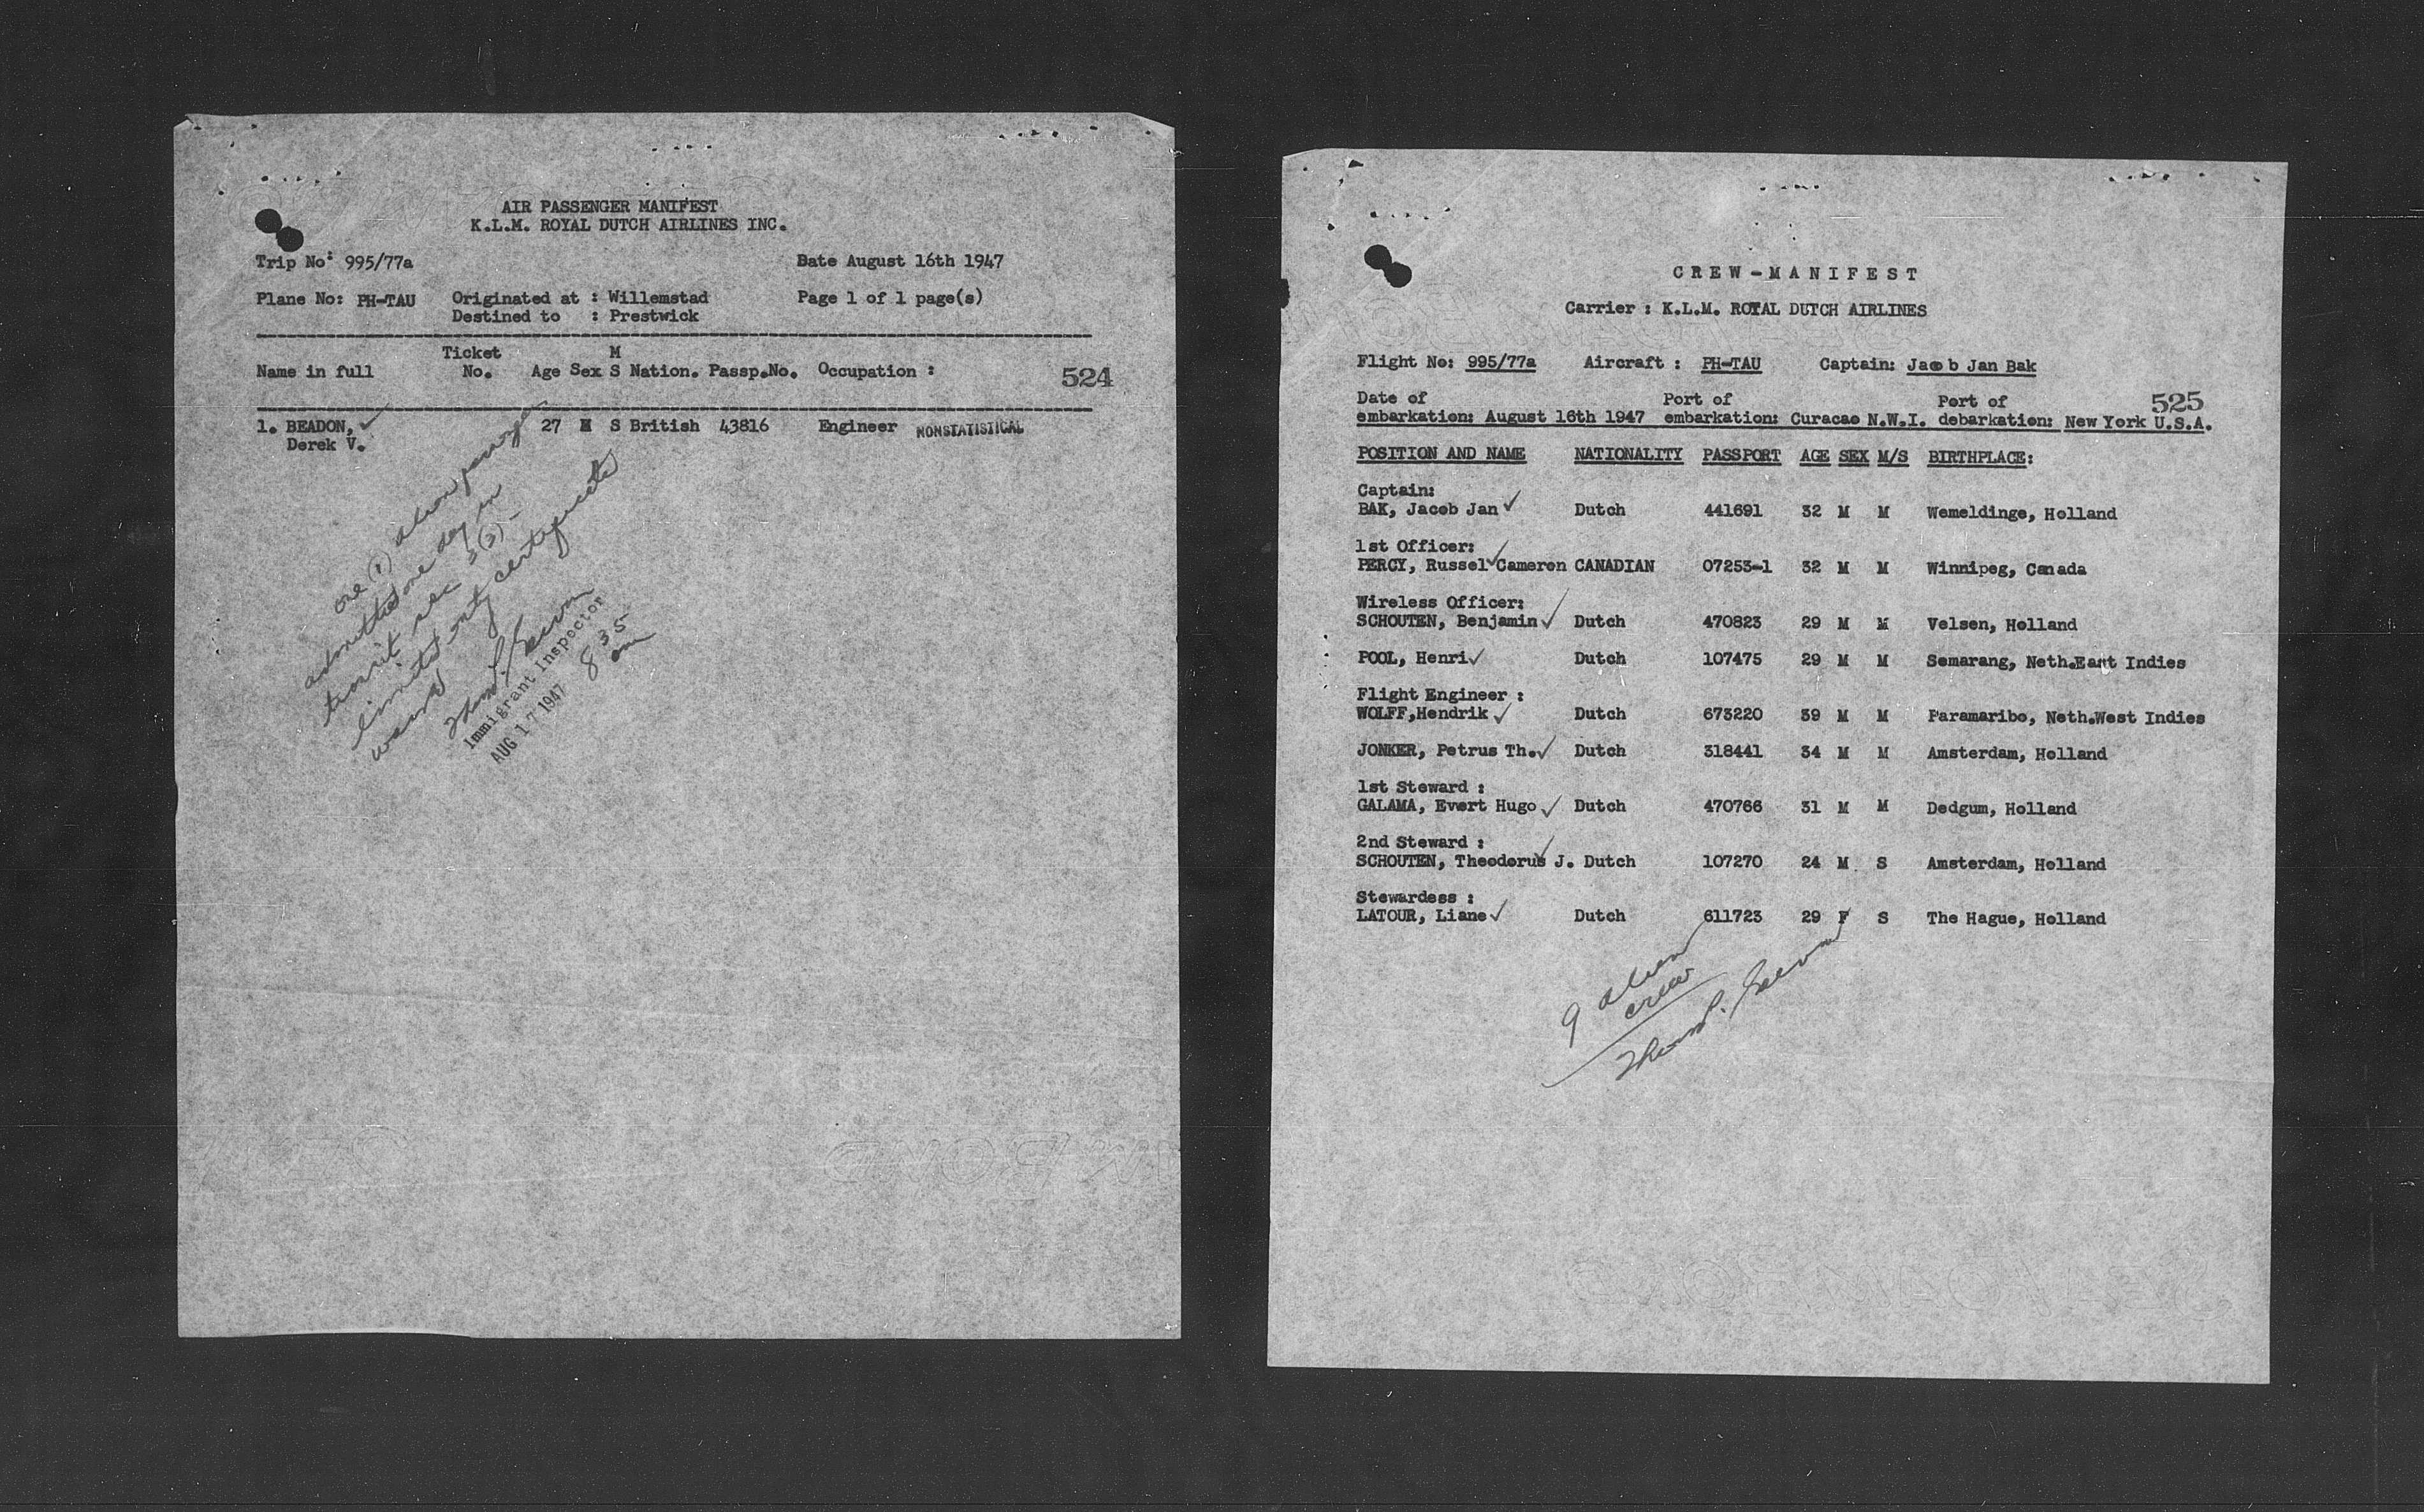 AIR PASSENGER MANIFEST
K.L.M. ROYAL DUTCH AIRLINES INC.
Trip No: 995/77a Date August 16th 1947
Plane No: PH-TAU Originated at : Willemstad Page 1 of 1 page(s)
Destined to : Prestwick
Ticket M
Name in full No. Age Sex S Nation. Passp.No. Occupation :
524
1. BEADON, 27 M S British 43816 Engineer NONSTATISTICAL
Derek V.
one (1) alien passenger
admitted one day in
transit sec 3(3)-
limited entry certificate
waived
Immigrant Inspector
AUG 17 1947
835
am
CREW-MANIFEST
Carrier : K.L.M. ROYAL DUTCH AIRLINES
Flight No: 995/77a Aircraft : PH-TAU Captain: Jacob Jan Bak
525
Date of Port of Port of
embarkation: August 16th 1947 embarkation: Curacao N.W.I. debarkation: New York U.S.A.
POSITION AND NAME NATIONALITY PASSPORT AGE SEX M/S BIRTHPLACE:
Captain:
BAK, Jacob Jan Dutch 441691 32 M M Wemeldinge, Holland
1st Officer:
PERCY, Russel Cameron CANADIAN 07253-1 32 M M Winnipeg, Canada
Wireless Officer:
SCHOUTEN, Benjamin Dutch 470823 29 M M Velsen, Holland
POOL, Henri Dutch 107475 29 M M Semarang, Neth.East Indies
Flight Engineer :
WOLFF,Hendrik Dutch 673220 39 M M Paramaribo, Neth.West Indies
JONKER, Petrus Th. Dutch 318441 34 M M Amsterdam, Holland
1st Steward :
GALAMA, Evert Hugo Dutch 470766 31 M M Dedgum, Holland
2nd Steward :
SCHOUTEN, Theodorus J. Dutch 107270 24 M S Amsterdam, Holland
Stewardess :
LATOUR, Liane Dutch 611723 29 F S The Hague, Holland
9 alien
crew